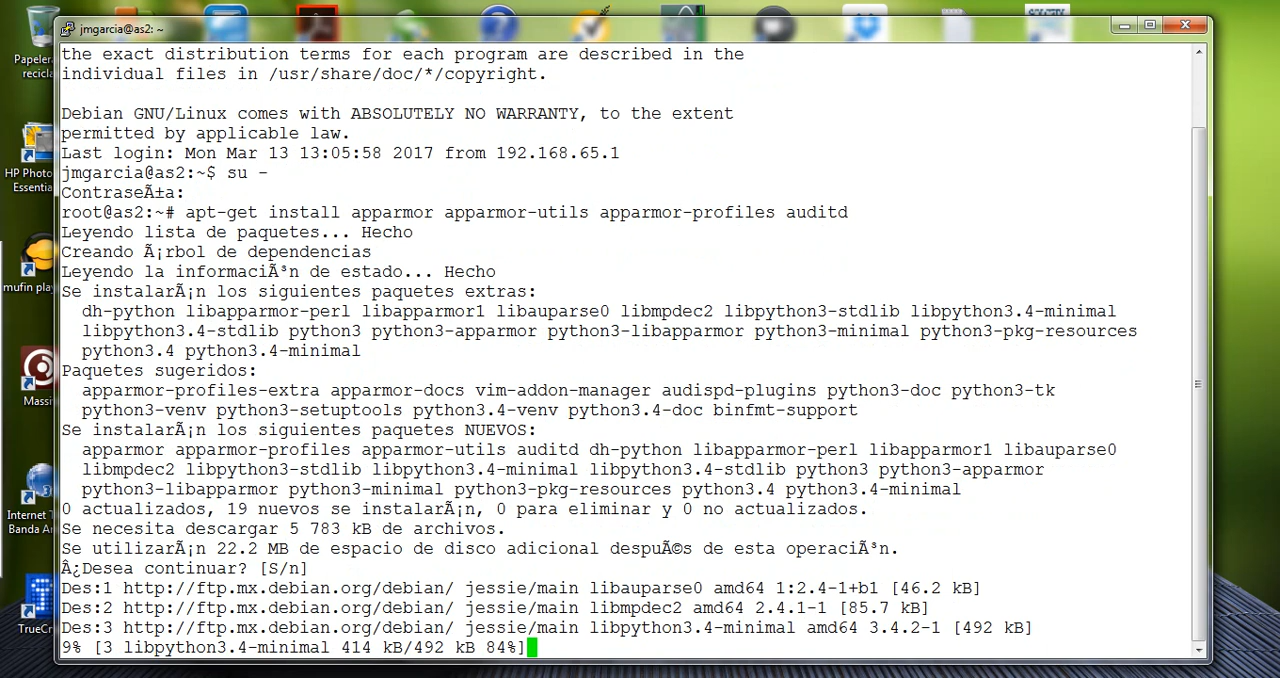 jmgarcia@as2: ~
Papelera
recicla
HP Photo
Essential
mufin play
Massi
Internet T
Banda An
TrueCr
the exact distribution terms for each program are described in the
individual files in /usr/share/doc/*/copyright.
Debian GNU/Linux comes with ABSOLUTELY NO WARRANTY, to the extent
permitted by applicable law.
Last login: Mon Mar 13 13:05:58 2017 from 192.168.65.1
jmgarcia@as2:~$ su -
ContraseÃ±a:
root@as2:~# apt-get install apparmor apparmor-utils apparmor-profiles auditd
Leyendo lista de paquetes... Hecho
Creando Ã¡rbol de dependencias
Leyendo la informaciÃ³n de estado... Hecho
Se instalarÃ¡n los siguientes paquetes extras:
dh-python libapparmor-perl libapparmor1 libauparse0 libmpdec2 libpython3-stdlib libpython3.4-minimal
libpython3.4-stdlib python3 python3-apparmor python3-libapparmor python3-minimal python3-pkg-resources
python3.4 python3.4-minimal
Paquetes sugeridos:
apparmor-profiles-extra apparmor-docs vim-addon-manager audispd-plugins python3-doc python3-tk
python3-venv python3-setuptools python3.4-venv python3.4-doc binfmt-support
Se instalarÃ¡n los siguientes paquetes NUEVOS:
apparmor apparmor-profiles apparmor-utils auditd dh-python libapparmor-perl libapparmor1 libauparse0
libmpdec2 libpython3-stdlib libpython3.4-minimal libpython3.4-stdlib python3 python3-apparmor
python3-libapparmor python3-minimal python3-pkg-resources python3.4 python3.4-minimal
0 actualizados, 19 nuevos se instalarÃ¡n, 0 para eliminar y 0 no actualizados.
Se necesita descargar 5 783 kB de archivos.
Se utilizarÃ¡n 22.2 MB de espacio de disco adicional despuÃ©s de esta operaciÃ³n.
Â¿Desea continuar? [S/n]
Des:1 http://ftp.mx.debian.org/debian/ jessie/main libauparse0 amd64 1:2.4-1+b1 [46.2 kB]
Des:2 http://ftp.mx.debian.org/debian/ jessie/main libmpdec2 amd64 2.4.1-1 [85.7 kB]
Des:3 http://ftp.mx.debian.org/debian/ jessie/main libpython3.4-minimal amd64 3.4.2-1 [492 kB]
9% [3 libpython3.4-minimal 414 kB/492 kB 84%]